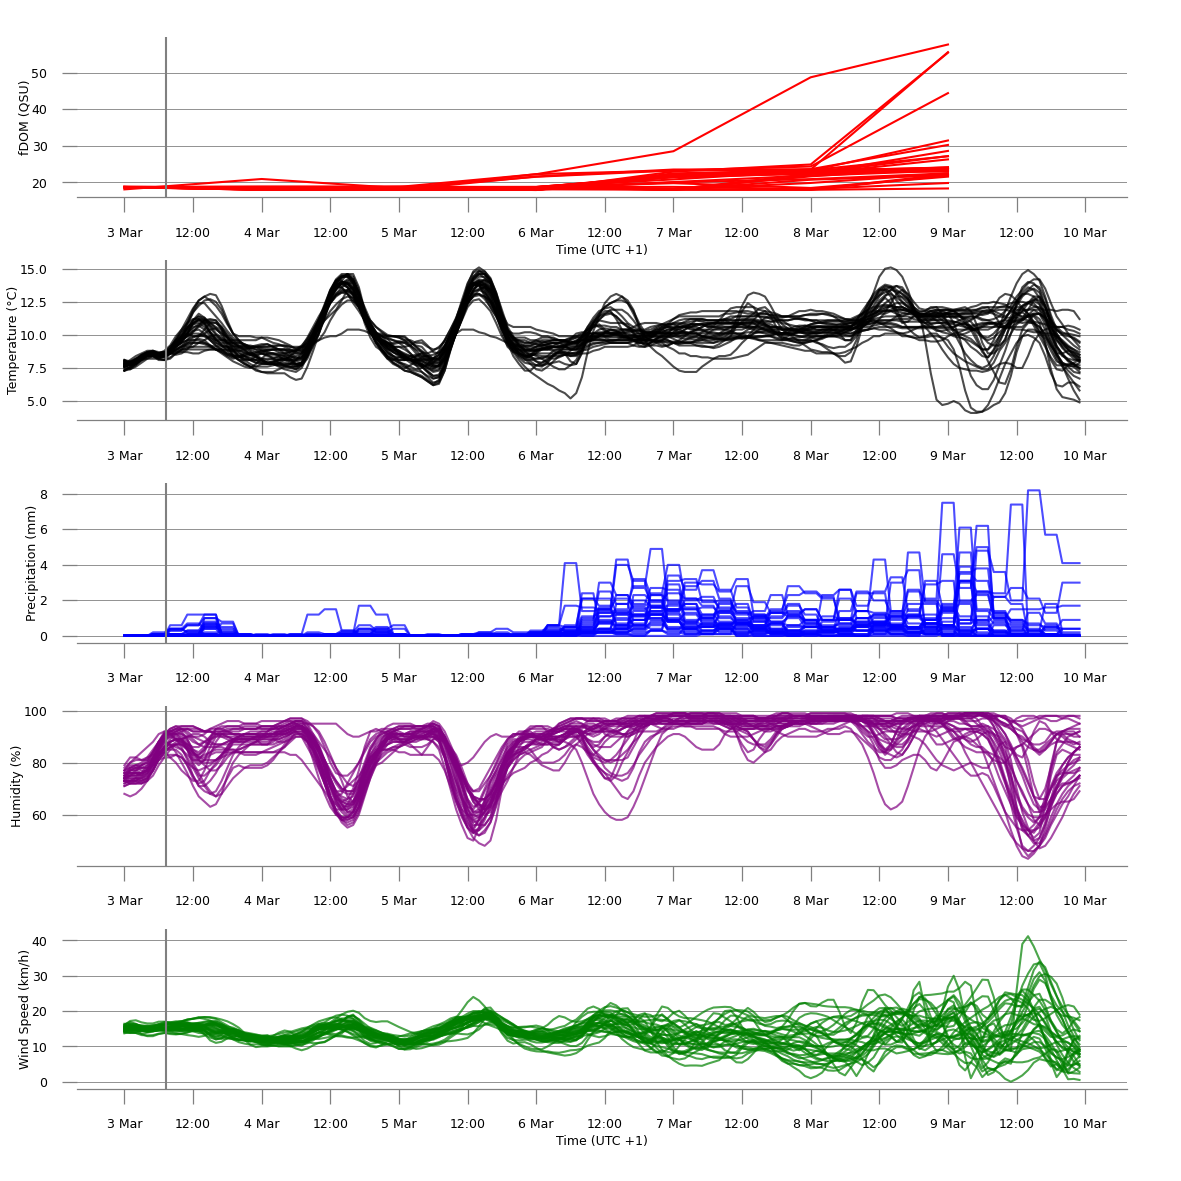 fDOM (QSU)
50
40
30
20
3 Mar 12:00 4 Mar 12:00 5 Mar 12:00 6 Mar 12:00 7 Mar 12:00 8 Mar 12:00 9 Mar 12:00 10 Mar
Time (UTC +1)
Temperature (°C)
15.0
12.5
10.0
7.5
5.0
3 Mar 12:00 4 Mar 12:00 5 Mar 12:00 6 Mar 12:00 7 Mar 12:00 8 Mar 12:00 9 Mar 12:00 10 Mar
Precipitation (mm)
8
6
4
2
0
3 Mar 12:00 4 Mar 12:00 5 Mar 12:00 6 Mar 12:00 7 Mar 12:00 8 Mar 12:00 9 Mar 12:00 10 Mar
Humidity (%)
100
80
60
3 Mar 12:00 4 Mar 12:00 5 Mar 12:00 6 Mar 12:00 7 Mar 12:00 8 Mar 12:00 9 Mar 12:00 10 Mar
Wind Speed (km/h)
40
30
20
10
0
3 Mar 12:00 4 Mar 12:00 5 Mar 12:00 6 Mar 12:00 7 Mar 12:00 8 Mar 12:00 9 Mar 12:00 10 Mar
Time (UTC +1)